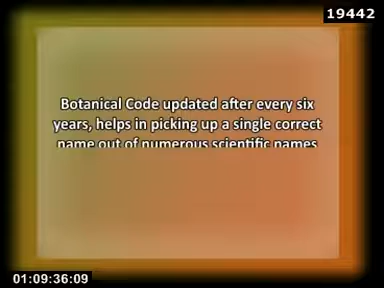 19442
Botanical Code updated after every six
years, helps in picking up a single correct
name out of numerous scientific names
01:09:36:09